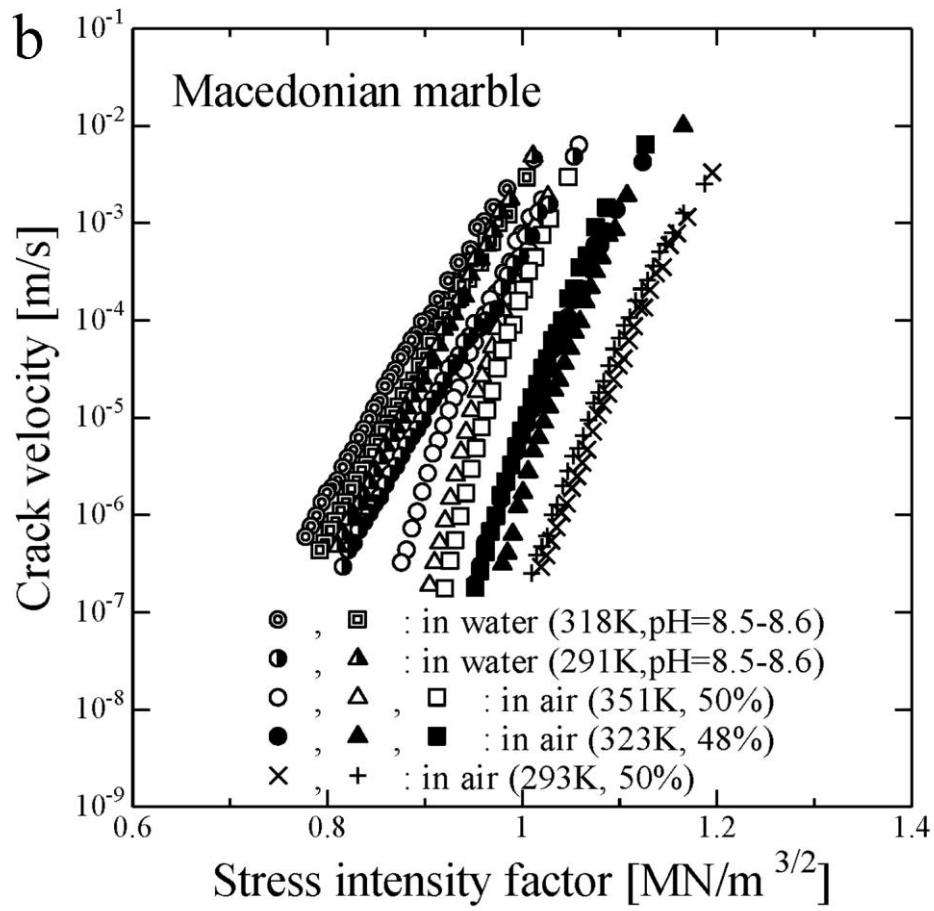 b
Macedonian marble
Crack velocity [m/s]
10⁻¹
10⁻²
10⁻³
10⁻⁴
10⁻⁵
10⁻⁶
10⁻⁷
10⁻⁸
10⁻⁹
, : in water (318K,pH=8.5-8.6)
, : in water (291K,pH=8.5-8.6)
, , : in air (351K, 50%)
, , : in air (323K, 48%)
, : in air (293K, 50%)
0.6 0.8 1 1.2 1.4
Stress intensity factor [MN/m ³/²]